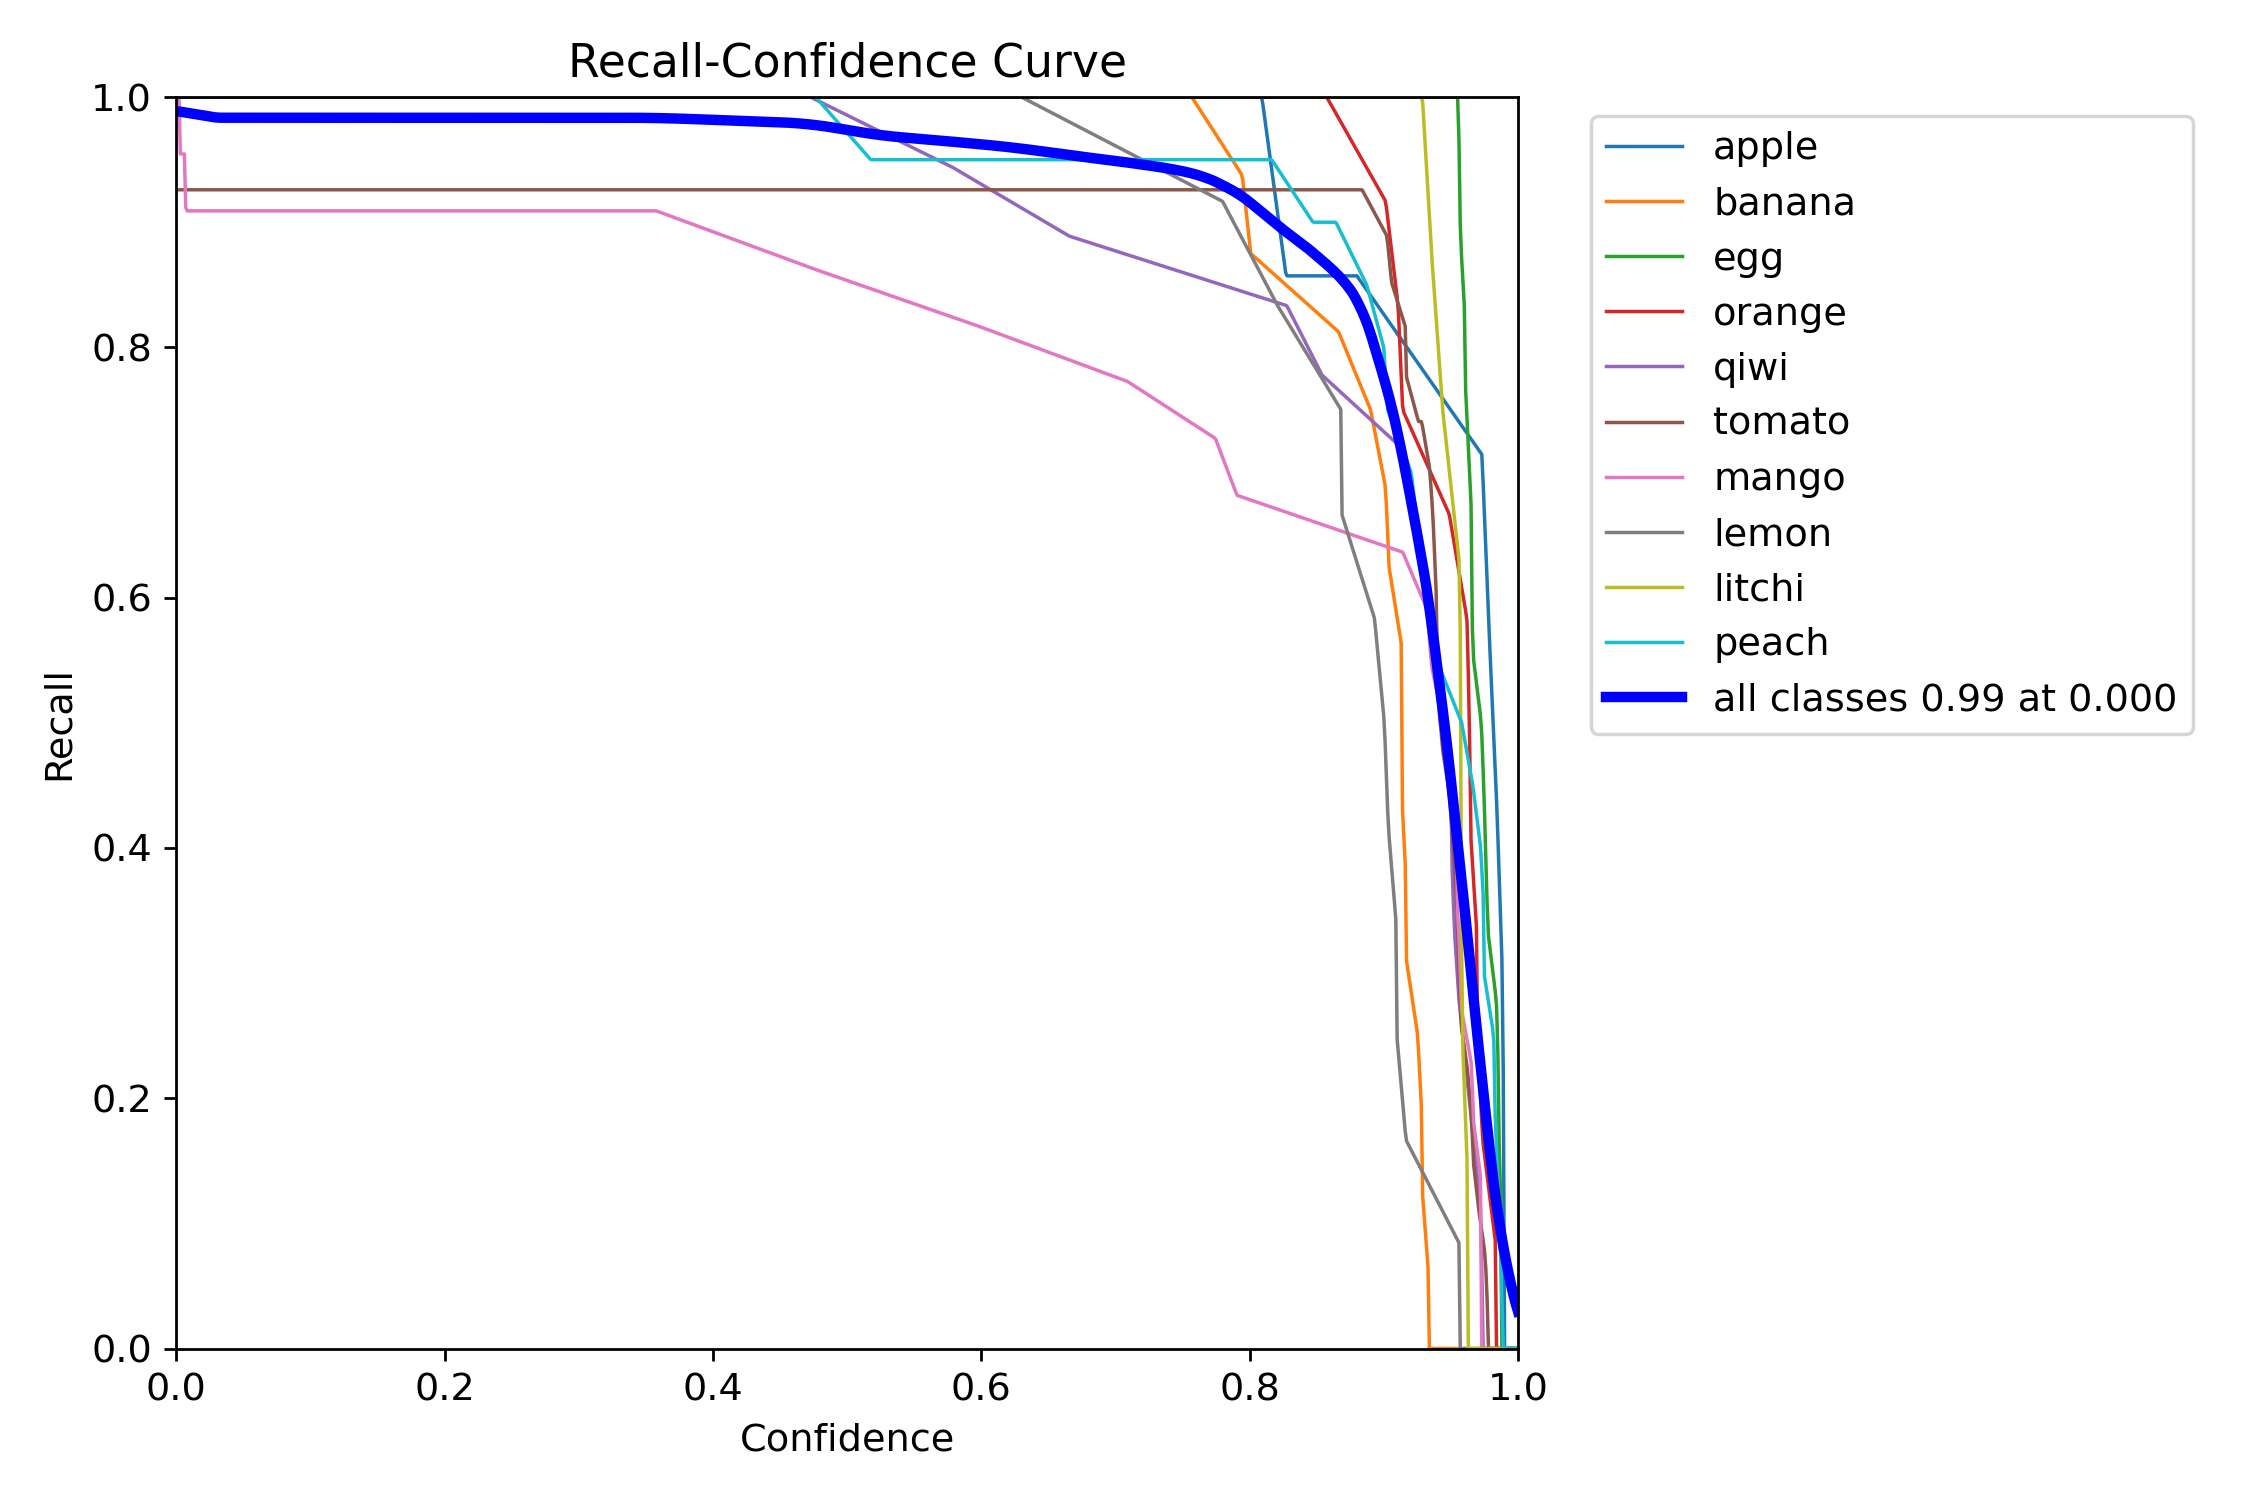 Recall-Confidence Curve
1.0
0.8
0.6
0.4
0.2
0.0
Recall
0.0 0.2 0.4 0.6 0.8 1.0
Confidence
apple
banana
egg
orange
qiwi
tomato
mango
lemon
litchi
peach
all classes 0.99 at 0.000